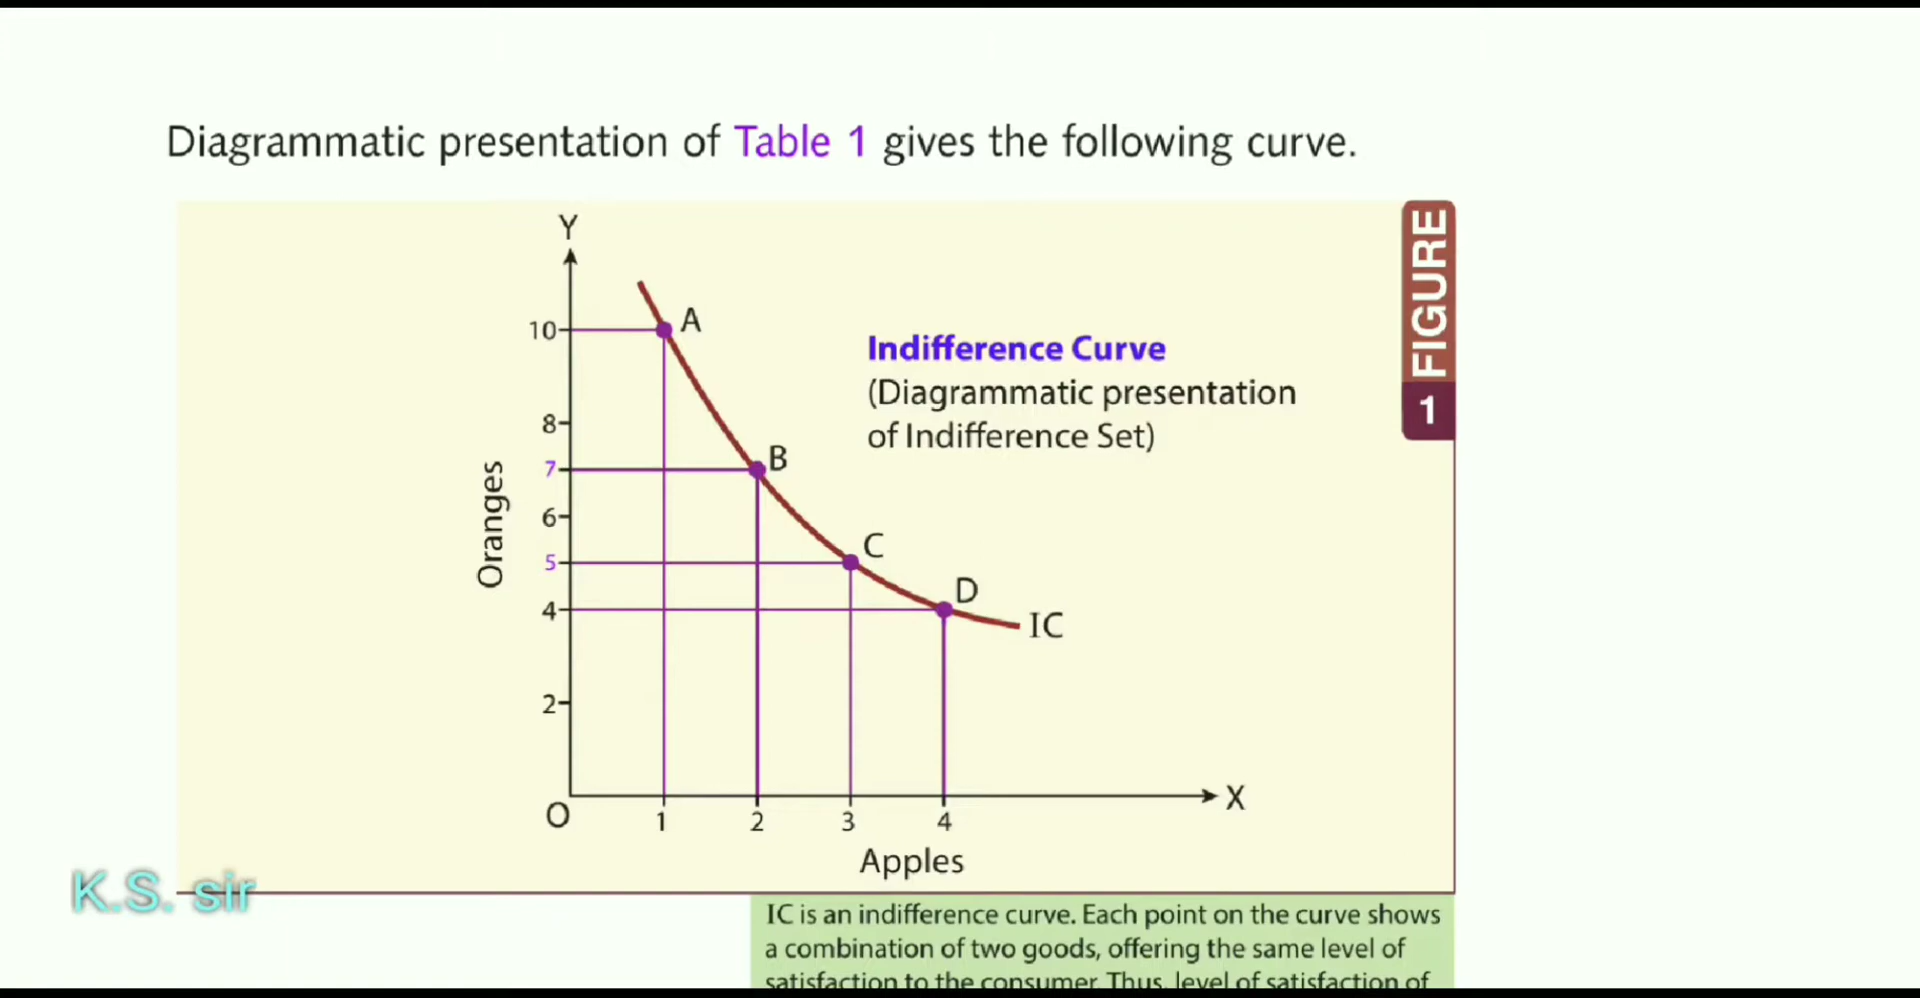 Diagrammatic presentation of Table 1 gives the following curve.
FIGURE 1
Y
10
A
Indifference Curve
(Diagrammatic presentation
of Indifference Set)
8
7
B
6
Oranges
5
C
4
D
IC
2
O
X
1 2 3 4
Apples
K.S. sir
IC is an indifference curve. Each point on the curve shows
a combination of two goods, offering the same level of
satisfaction to the consumer. Thus, level of satisfaction of